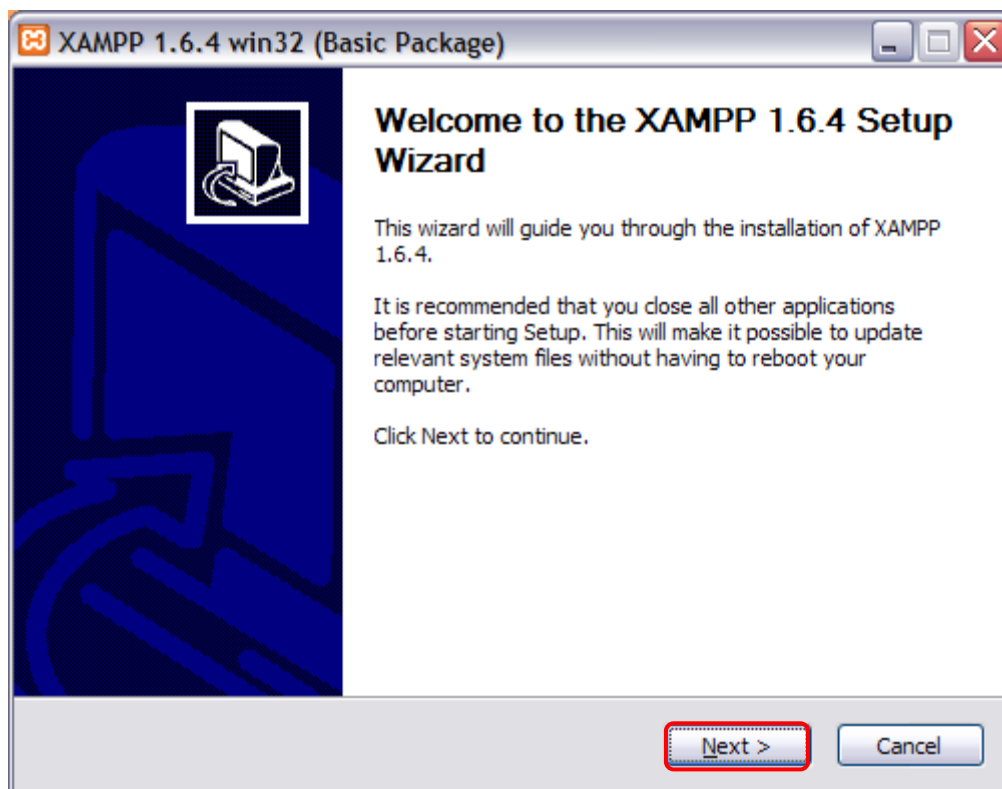 XAMPP 1.6.4 win32 (Basic Package)
Welcome to the XAMPP 1.6.4 Setup
Wizard
This wizard will guide you through the installation of XAMPP
1.6.4.
It is recommended that you close all other applications
before starting Setup. This will make it possible to update
relevant system files without having to reboot your
computer.
Click Next to continue.
Next >
Cancel